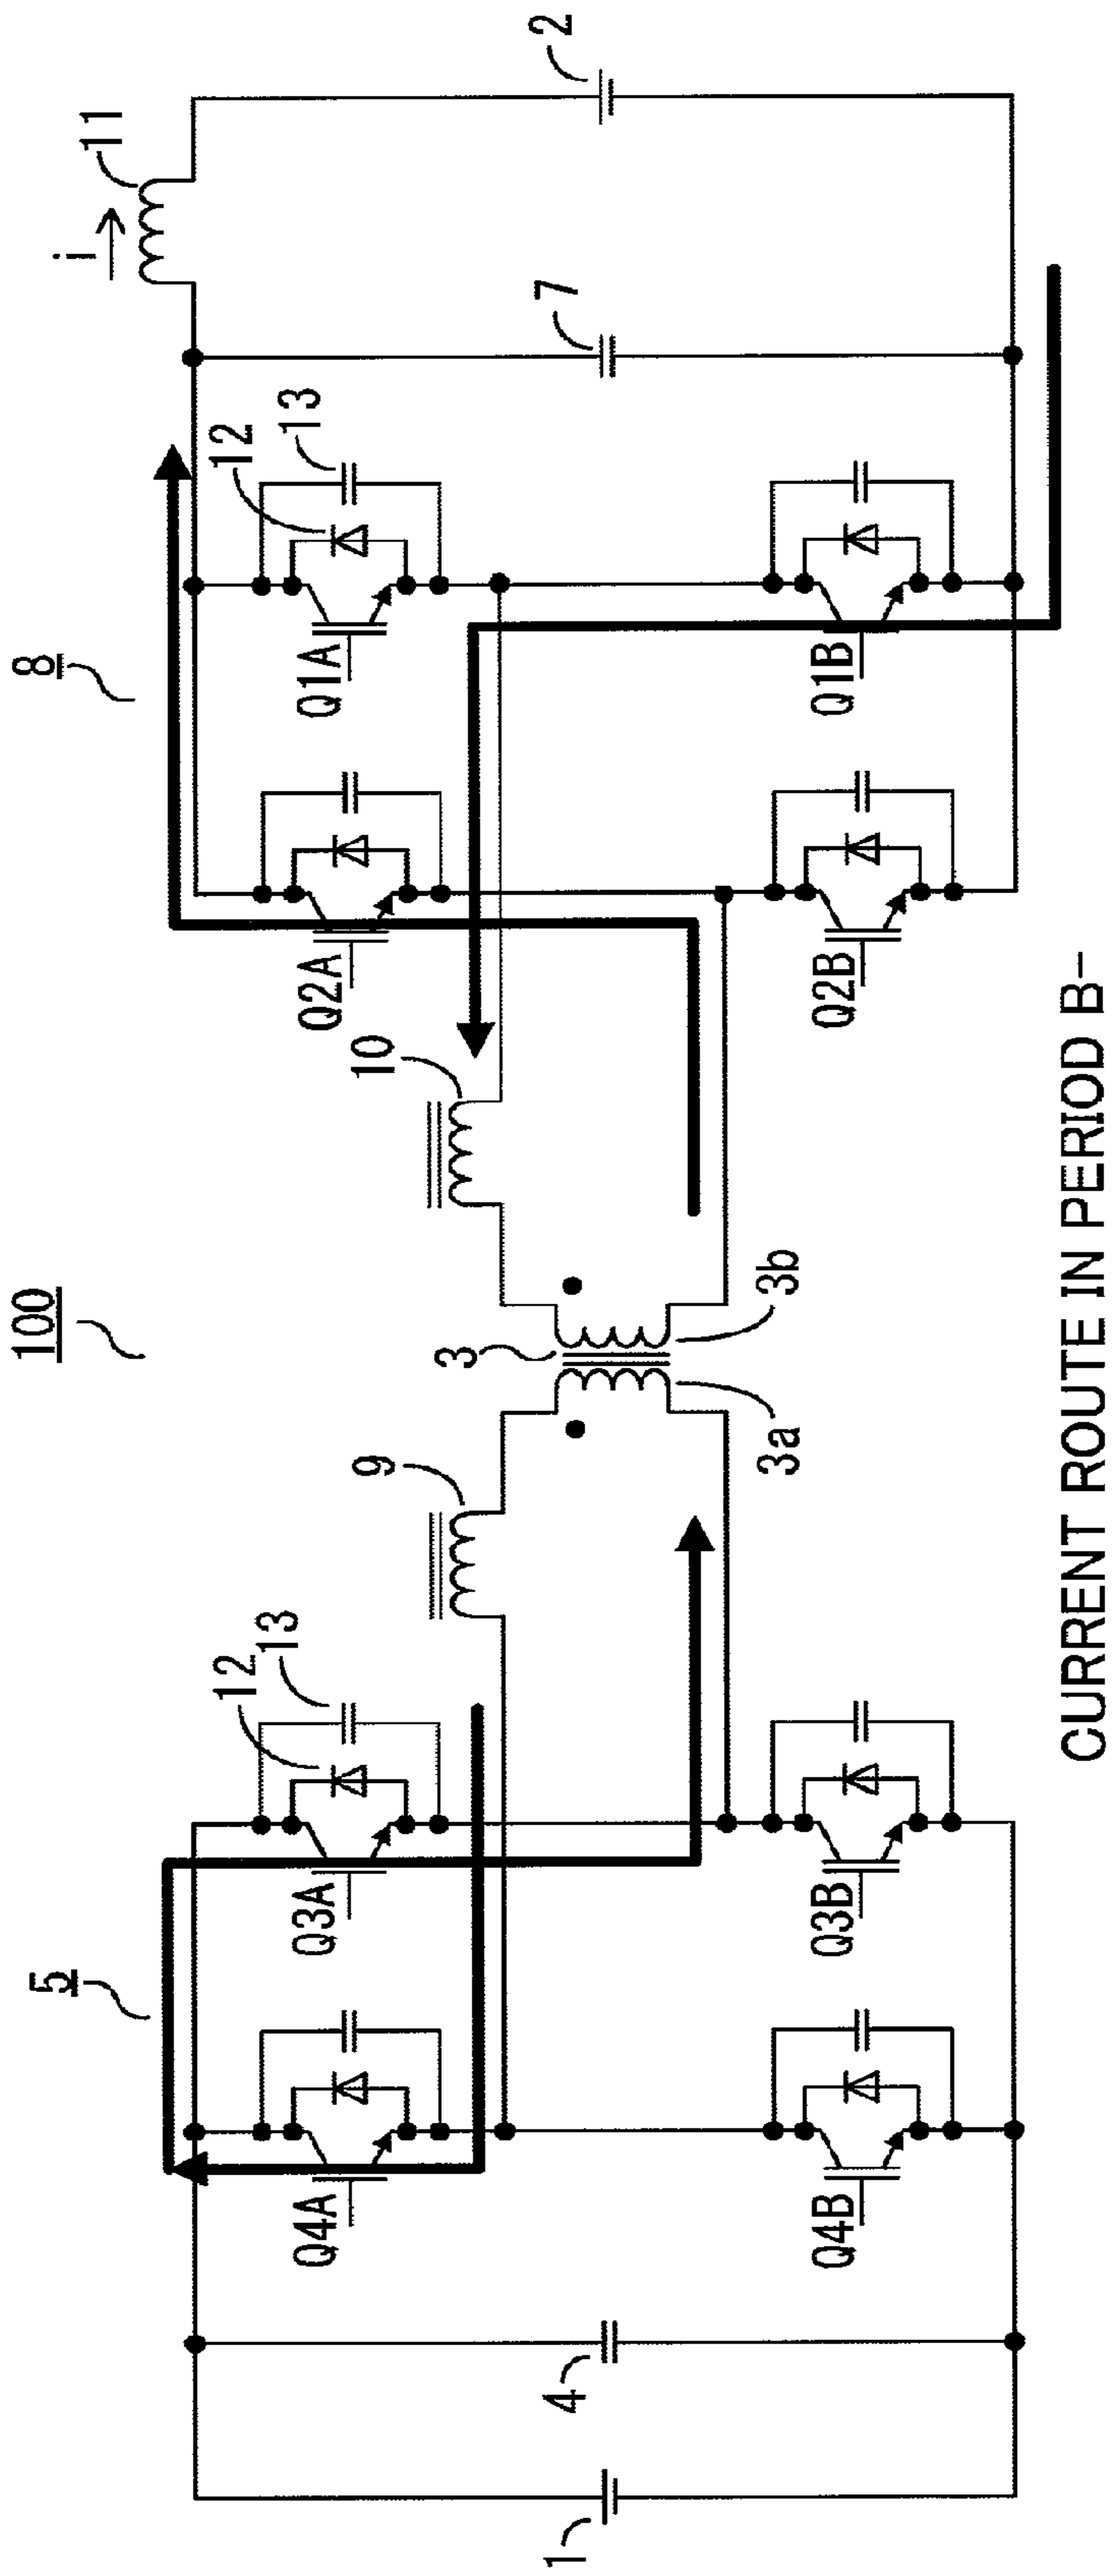 100
5
8
i
11
12
13
12
13
Q4A
Q3A
9
10
Q2A
Q1A
3
1
4
7
2
3a
3b
Q4B
Q3B
Q2B
Q1B
CURRENT ROUTE IN PERIOD B-